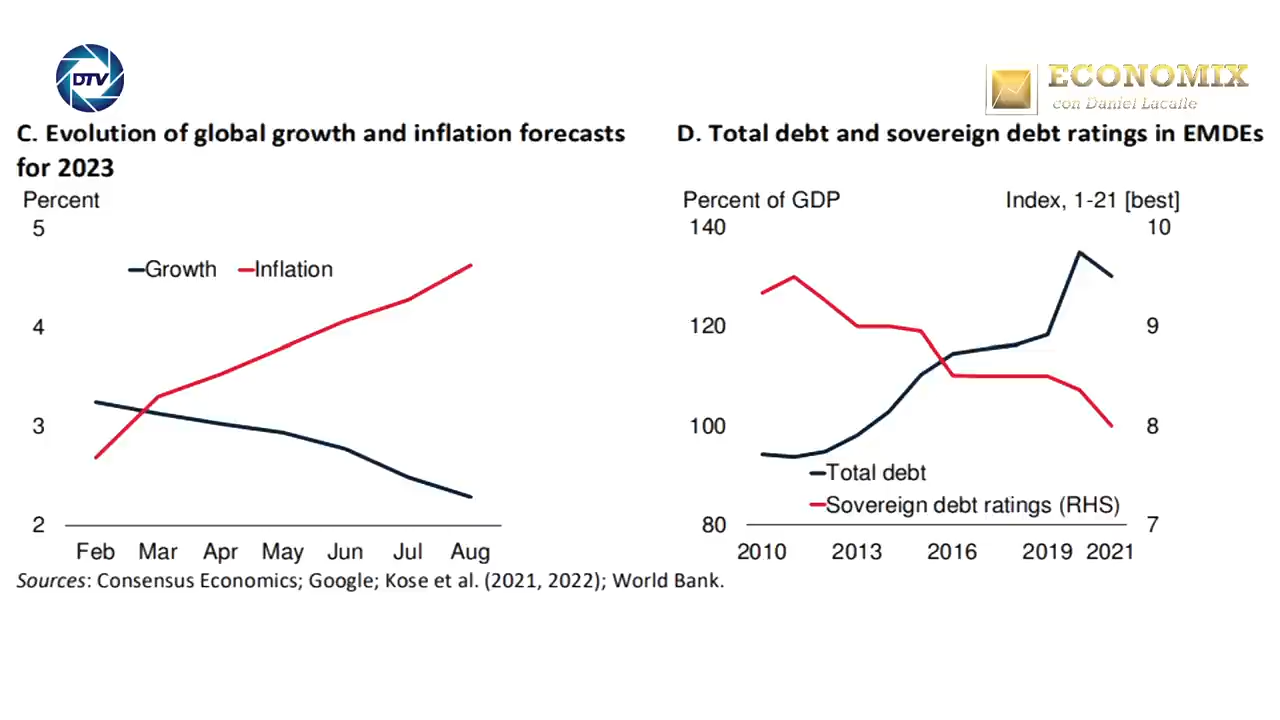 DTV
ECONOMIX
con Daniel Lacalle
C. Evolution of global growth and inflation forecasts
for 2023
Percent
5
4
3
2
Growth
Inflation
Feb Mar Apr May Jun Jul Aug
D. Total debt and sovereign debt ratings in EMDEs
Percent of GDP
Index, 1-21 [best]
140
120
100
80
10
9
8
7
Total debt
Sovereign debt ratings (RHS)
2010 2013 2016 2019 2021
Sources: Consensus Economics; Google; Kose et al. (2021, 2022); World Bank.